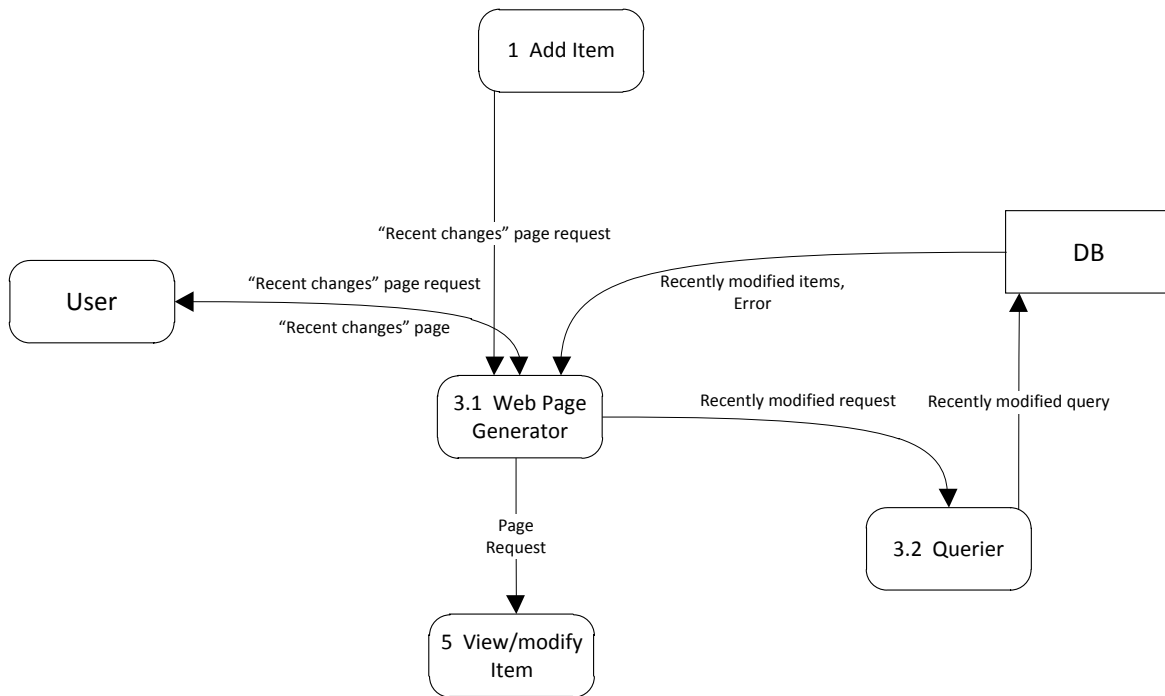 1  Add Item
“Recent changes” page request
DB
“Recent changes” page request
Recently modified items,
Error
User
“Recent changes” page
3.1  Web Page
Generator
Recently modified request
Recently modified query
Page
Request
3.2  Querier
5  View/modify
Item